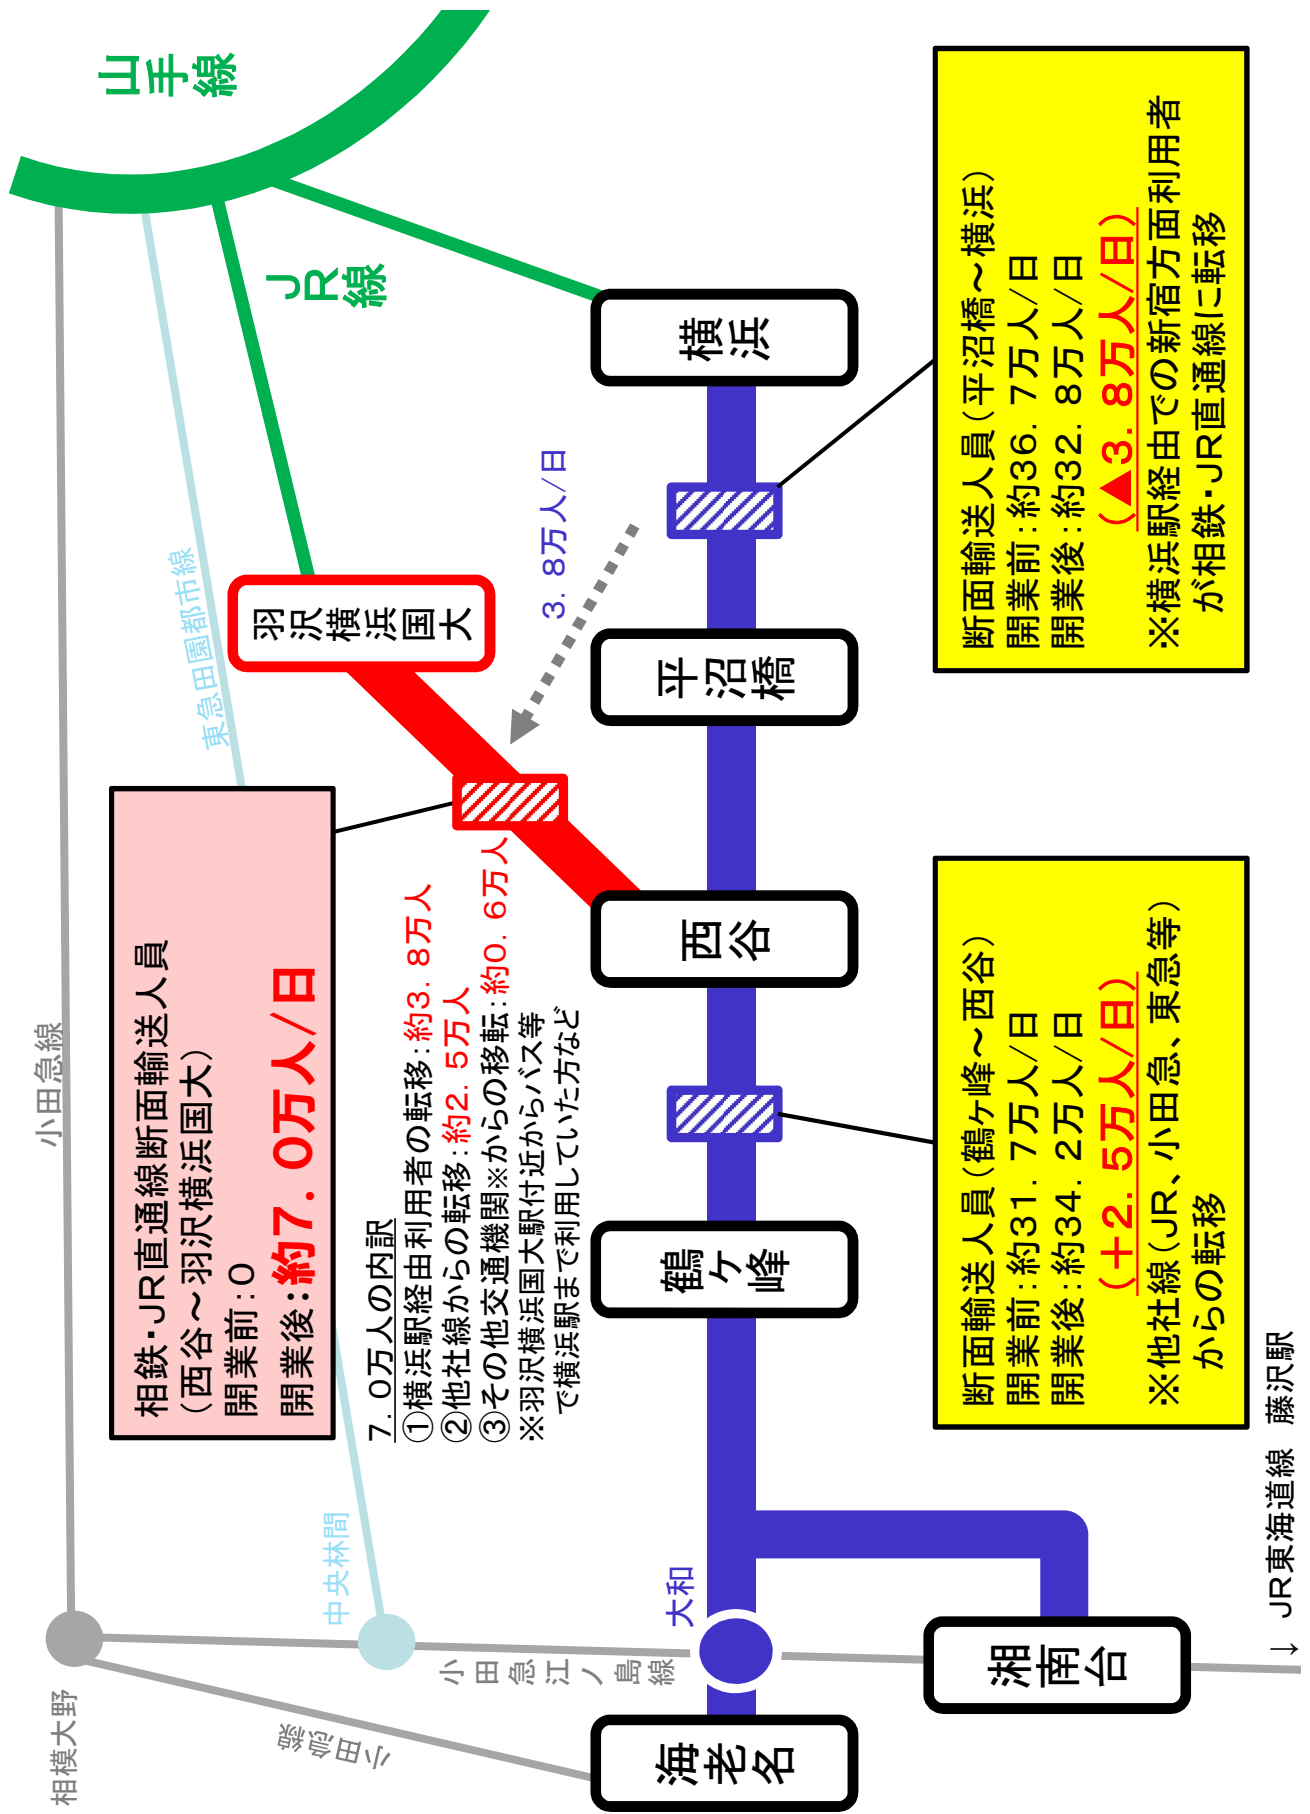 山手線
JR線
小田急線
東急田園都市線
相鉄・JR直通線断面輸送人員
(西谷~羽沢横浜国大)
開業前:0
開業後:約7.0万人/日
羽沢横浜国大
7.0万人の内訳
①横浜駅経由利用者の転移:約3.8万人
②他社線からの転移:約2.5万人
③その他交通機関※からの移転:約0.6万人
※羽沢横浜国大駅付近からバス等
で横浜駅まで利用していた方など
3.8万人/日
相模大野
中央林間
小田急線
小田急江ノ島線
大和
海老名
鶴ケ峰
西谷
平沼橋
横浜
湘南台
断面輸送人員(鶴ケ峰~西谷)
開業前:約31.7万人/日
開業後:約34.2万人/日
(+2.5万人/日)
※他社線(JR、小田急、東急等)
からの転移
断面輸送人員(平沼橋~横浜)
開業前:約36.7万人/日
開業後:約32.8万人/日
(▲3.8万人/日)
※横浜駅経由での新宿方面利用者
が相鉄・JR直通線に転移
↓ JR東海道線 藤沢駅